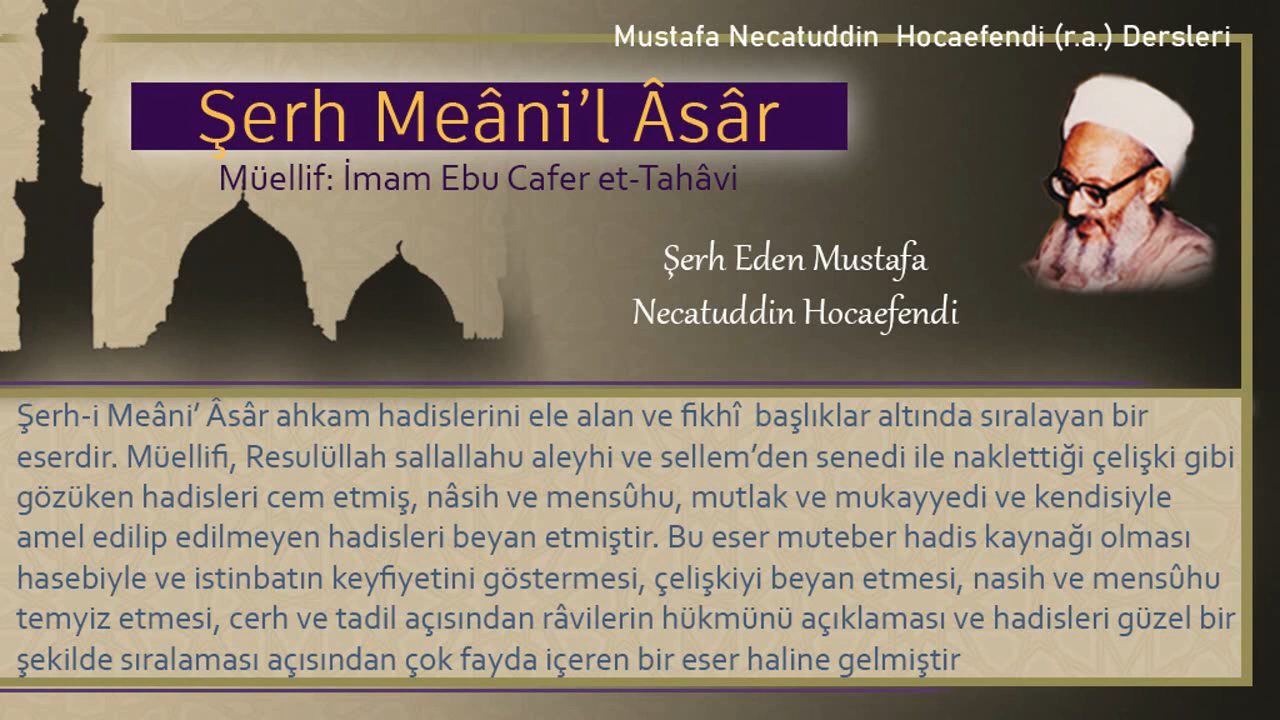 Mustafa Necatuddin Hocaefendi (r.a.) Dersleri
Şerh Meâni’l Âsâr
Müellif: İmam Ebu Cafer et-Tahâvi
Şerh Eden Mustafa
Necatuddin Hocaefendi
Şerh-i Meâni’ Âsâr ahkam hadislerini ele alan ve fikhî başlıklar altında sıralayan bir
eserdir. Müellifi, Resulüllah sallallahu aleyhi ve sellem’den senedi ile naklettiği çelişki gibi
gözüken hadisleri cem etmiş, nâsih ve mensûhu, mutlak ve mukayyedi ve kendisiyle
amel edilip edilmeyen hadisleri beyan etmiştir. Bu eser muteber hadis kaynağı olması
hasebiyle ve istinbatın keyfiyetini göstermesi, çelişkiyi beyan etmesi, nasih ve mensûhu
temyiz etmesi, cerh ve tadil açısından râvilerin hükmünü açıklaması ve hadisleri güzel bir
şekilde sıralaması açısından çok fayda içeren bir eser haline gelmiştir